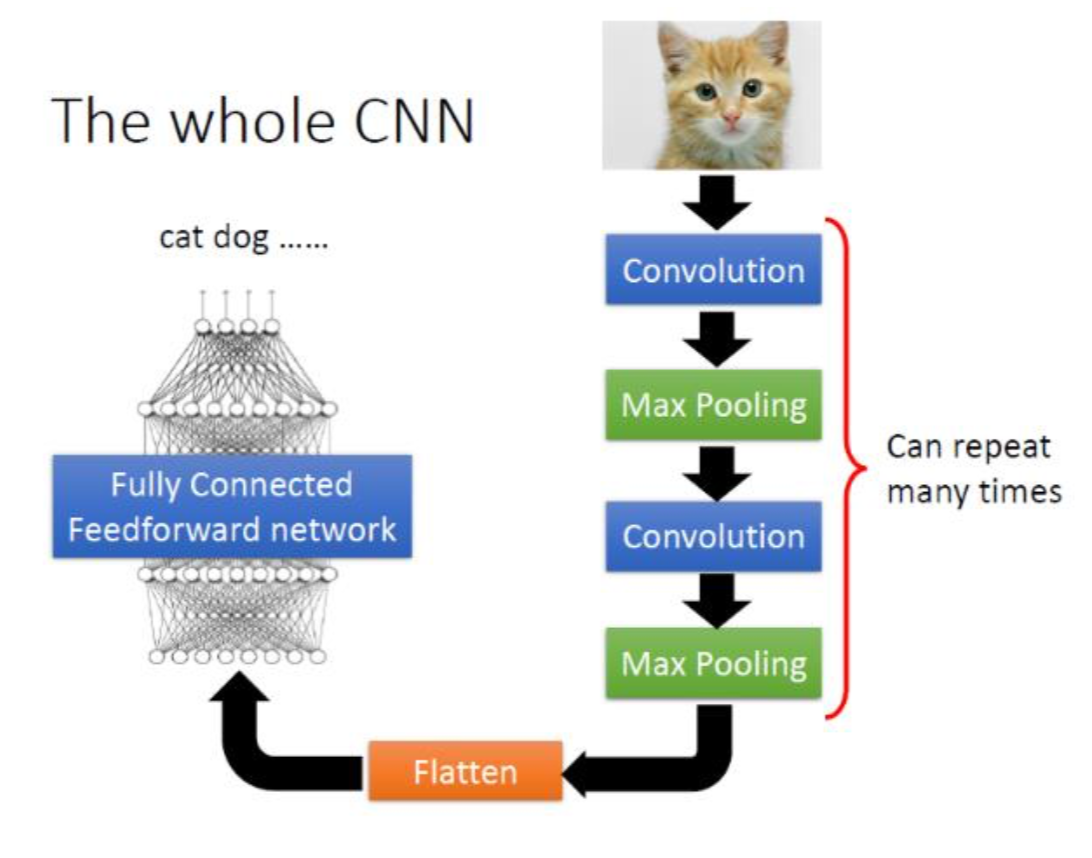 The whole CNN
cat dog ......
Convolution
Max Pooling
Convolution
Max Pooling
Can repeat
many times
Flatten
Fully Connected
Feedforward network